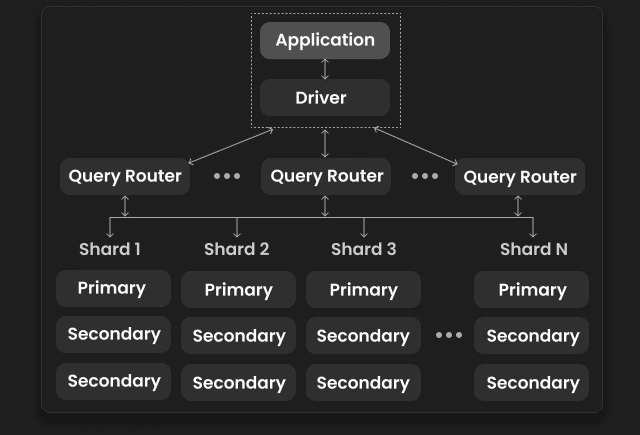 Application
Driver
Query Router
Query Router
Query Router
Shard 1
Shard 2
Shard 3
Shard N
Primary
Primary
Primary
Primary
Secondary
Secondary
Secondary
Secondary
Secondary
Secondary
Secondary
Secondary